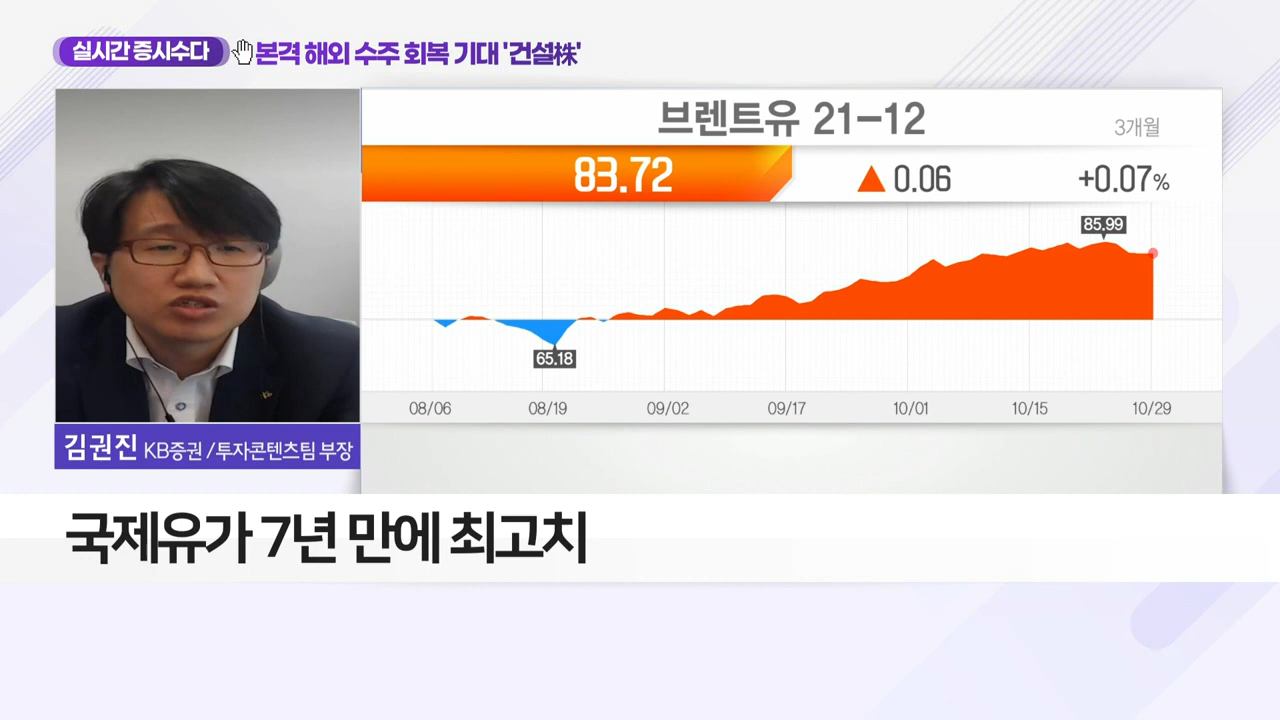 실시간 증시수다 본격 해외 수주 회복 기대 '건설株'
브렌트유 21-12
3개월
83.72 ▲ 0.06 +0.07%
85.99
65.18
08/06 08/19 09/02 09/17 10/01 10/15 10/29
김권진 KB증권 / 투자콘텐츠팀 부장
국제유가 7년 만에 최고치